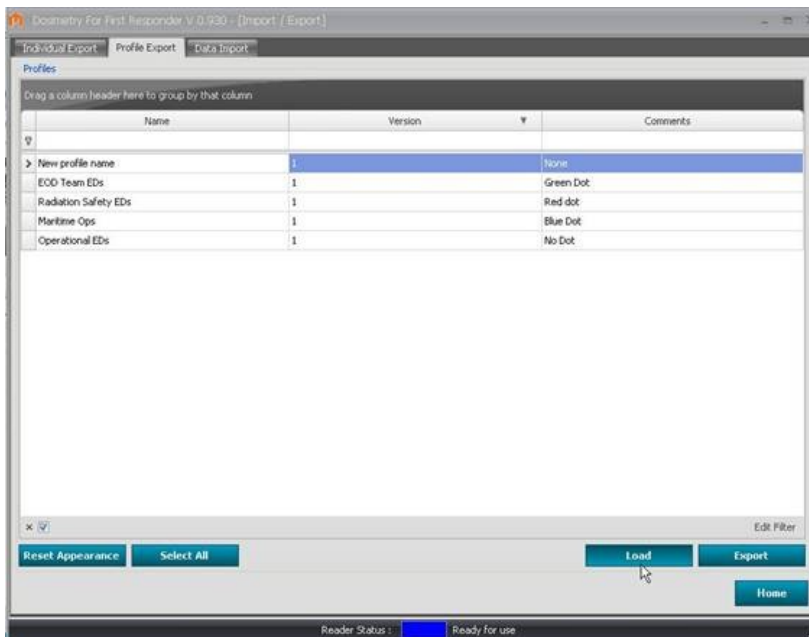 Dosimetry For First Responder V 0.930 - [Import / Export]
Individual Export Profile Export Data Import
Profiles
Drag a column header here to group by that column
Name Version Comments
New profile name 1 None
EOD Team EDs 1 Green Dot
Radiation Safety EDs 1 Red dot
Maritime Ops 1 Blue Dot
Operational EDs 1 No Dot
Edit Filter
Reset Appearance Select All Load Export
Home
Reader Status : Ready for use